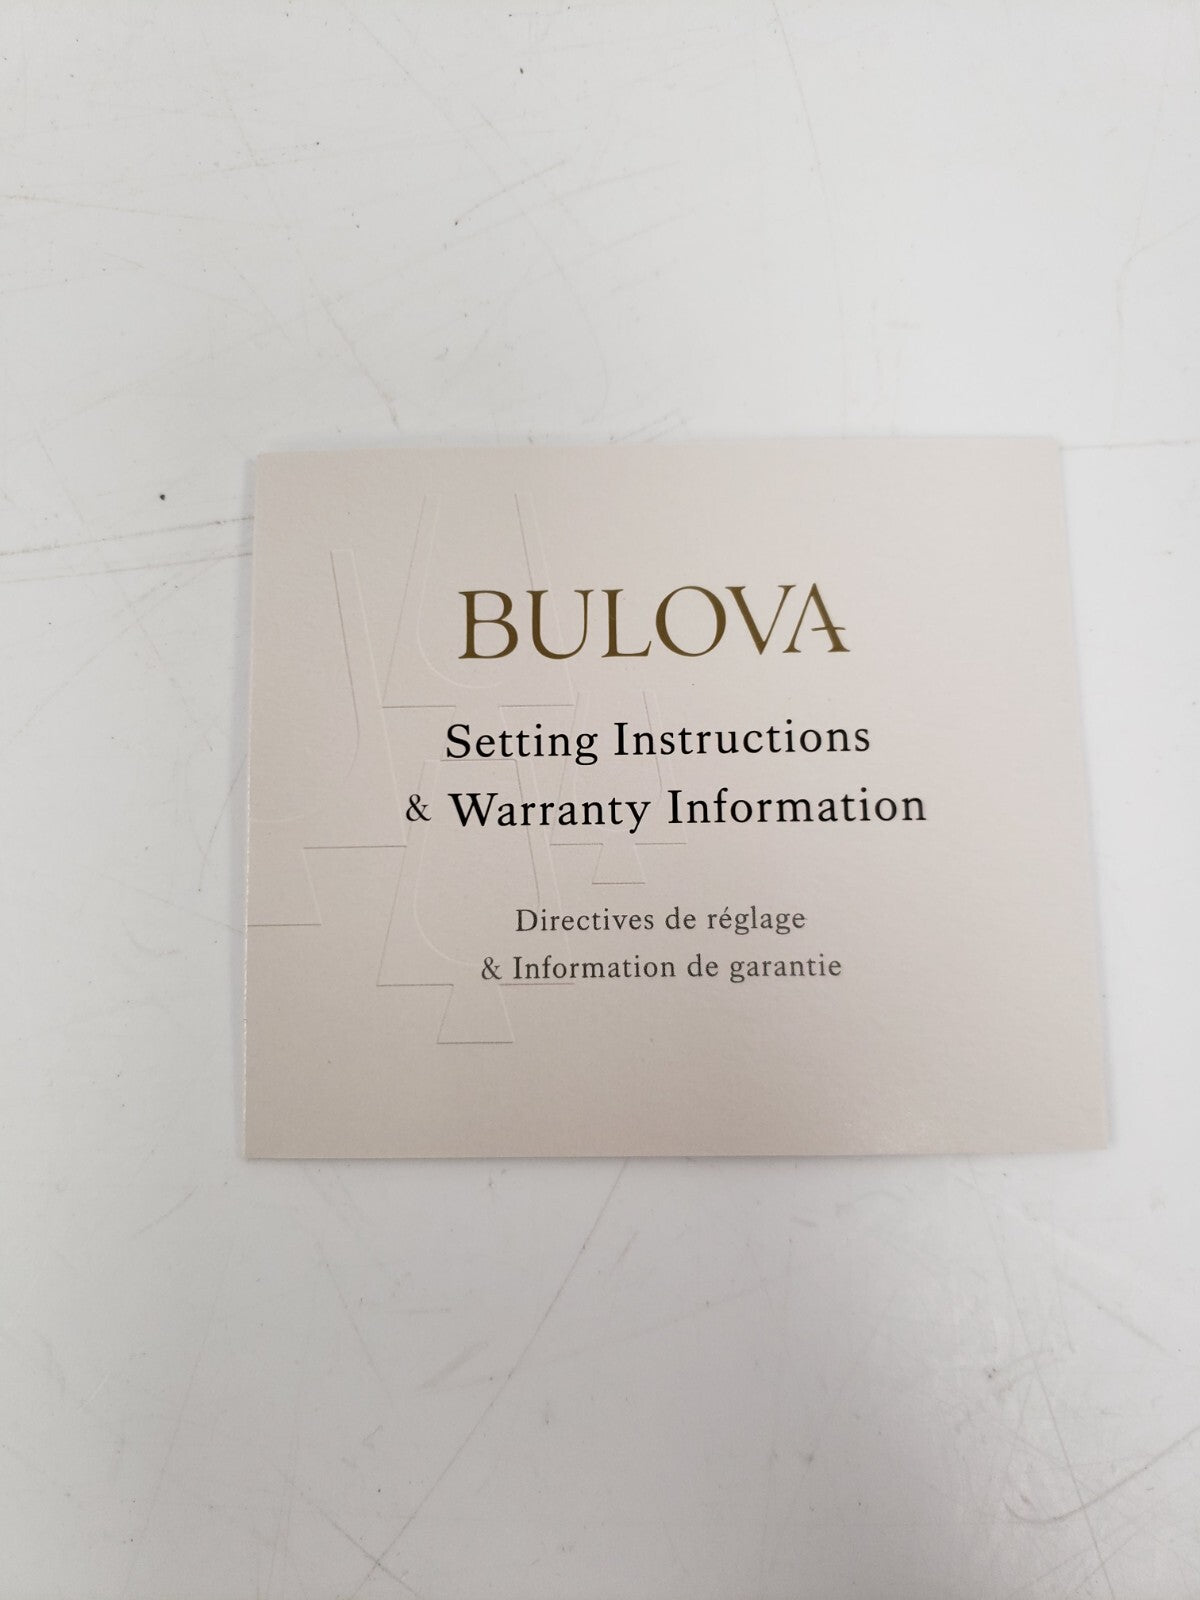 BULOVA
Setting Instructions
& Warranty Information
Directives de réglage
& Information de garantie